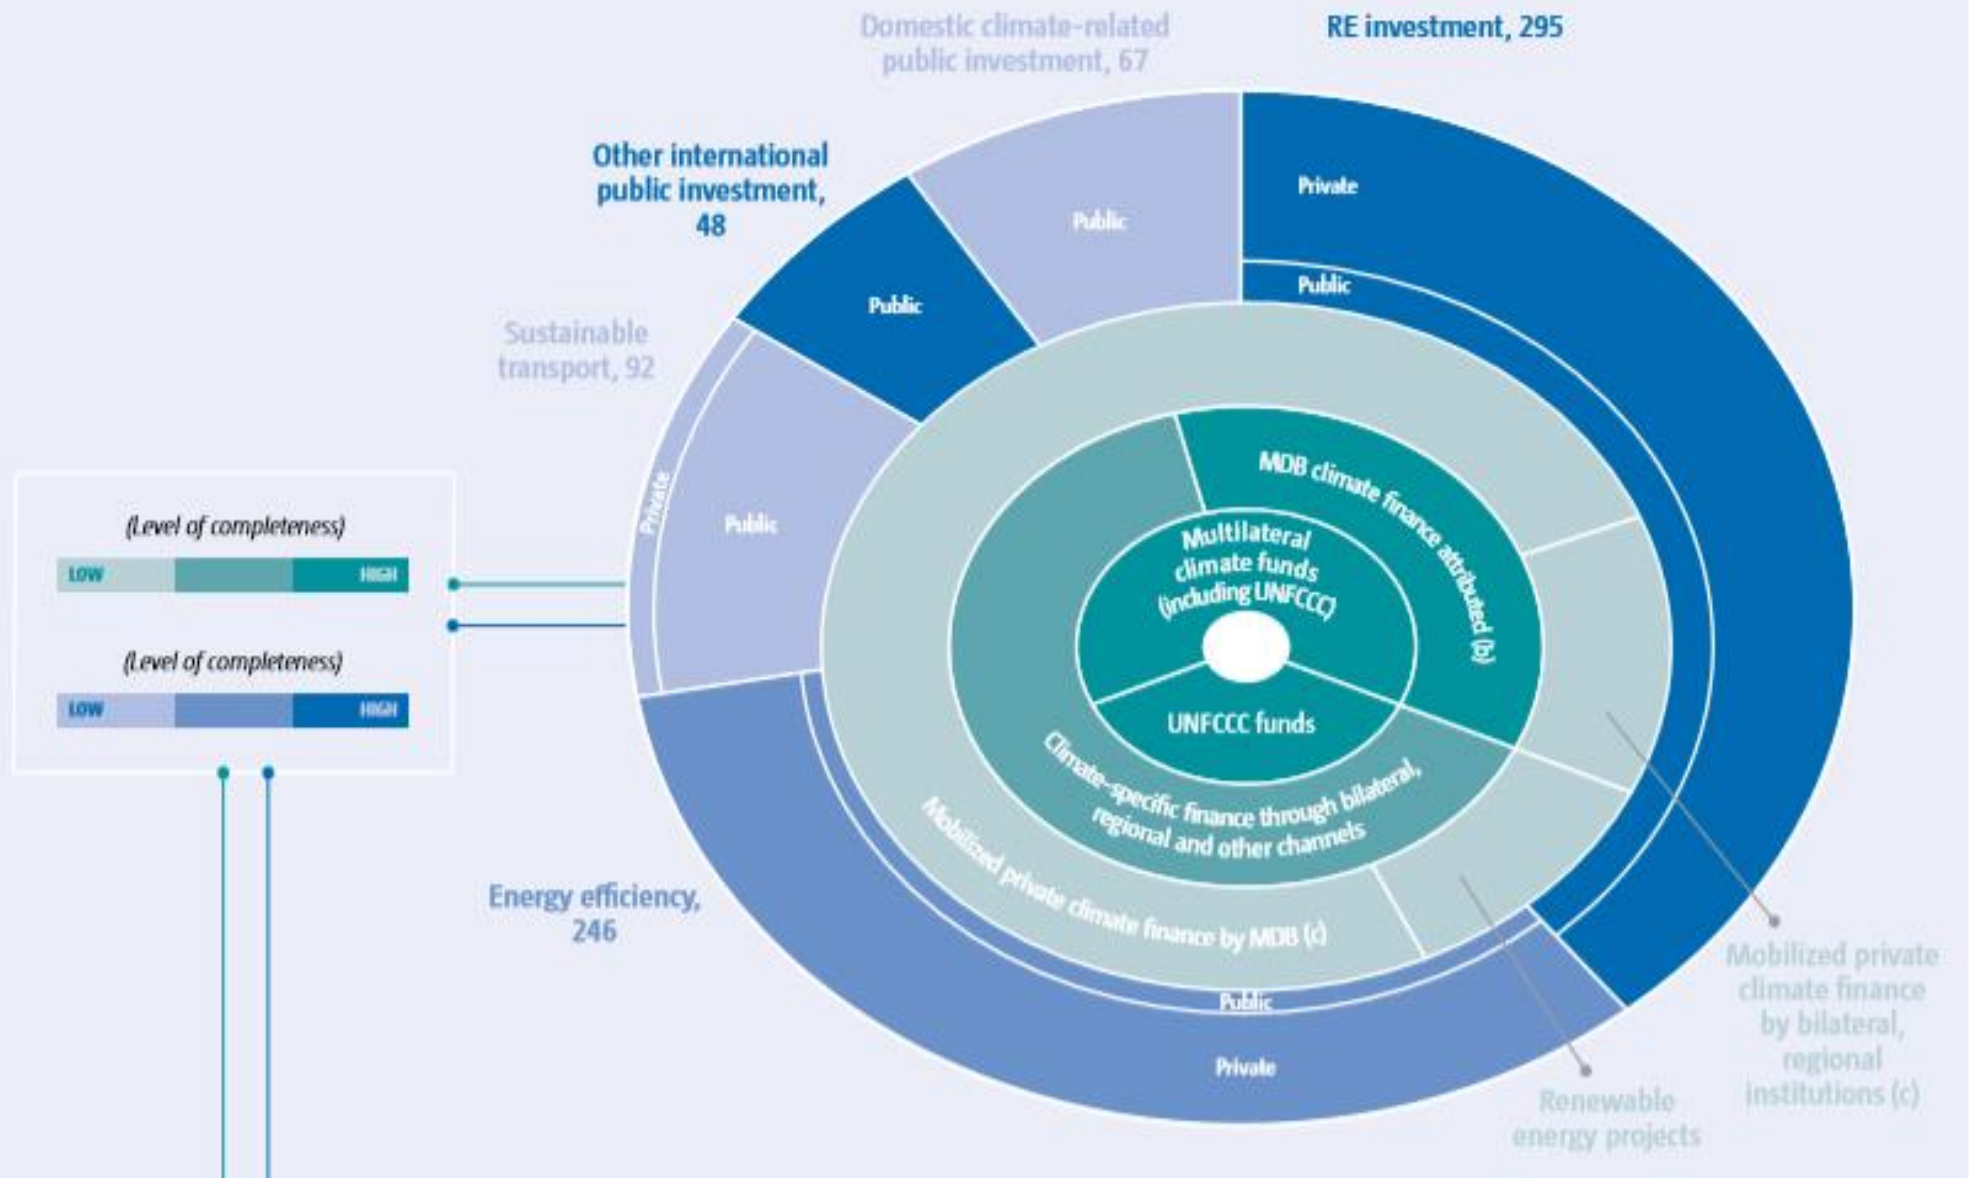 Domestic climate-related
public investment, 67
RE investment, 295
Other international
public investment,
48
Private
Public
Public
Public
Sustainable
transport, 92
Private
Public
MDB climate finance attributed (b)
Multilateral
climate funds
(including UNFCCC)
UNFCCC funds
Climate-specific finance through bilateral,
regional and other channels
Mobilized private climate finance by MDB (c)
(Level of completeness)
LOW HIGH
(Level of completeness)
LOW HIGH
Energy efficiency,
246
Public
Private
Mobilized private
climate finance
by bilateral,
regional
institutions (c)
Renewable
energy projects